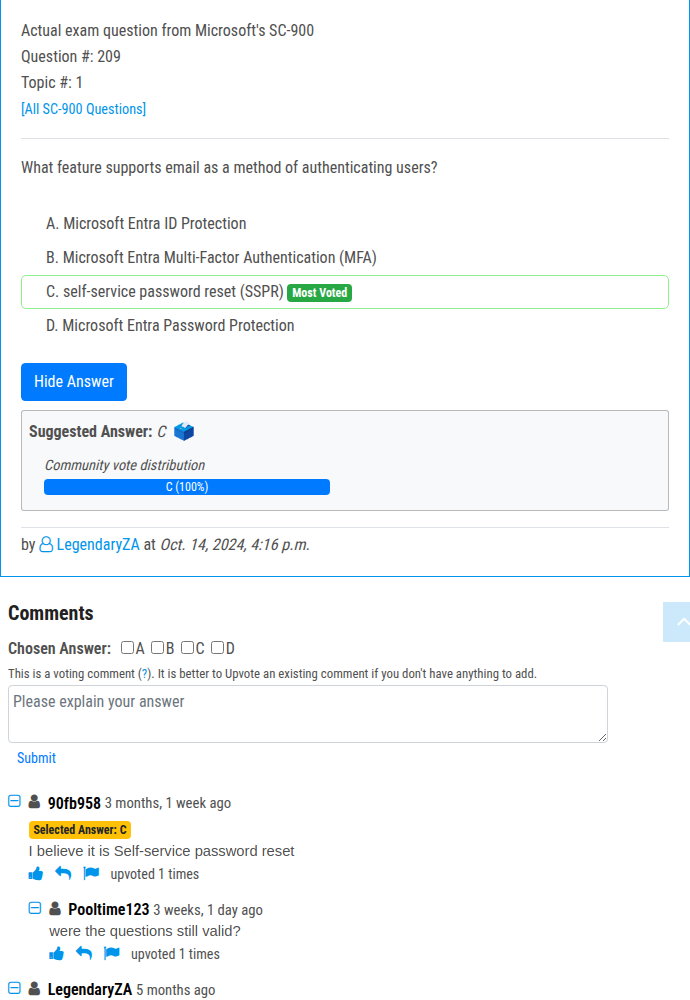 Actual exam question from Microsoft's SC-900
Question #: 209
Topic #: 1
[All SC-900 Questions]
What feature supports email as a method of authenticating users?
A. Microsoft Entra ID Protection
B. Microsoft Entra Multi-Factor Authentication (MFA)
C. self-service password reset (SSPR) Most Voted
D. Microsoft Entra Password Protection
Hide Answer
Suggested Answer: C
Community vote distribution
C (100%)
by LegendaryZA at Oct. 14, 2024, 4:16 p.m.
Comments
Chosen Answer: A B C D
This is a voting comment (?). It is better to Upvote an existing comment if you don't have anything to add.
Please explain your answer
Submit
90fb958 3 months, 1 week ago
Selected Answer: C
I believe it is Self-service password reset
upvoted 1 times
Pooltime123 3 weeks, 1 day ago
were the questions still valid?
upvoted 1 times
LegendaryZA 5 months ago